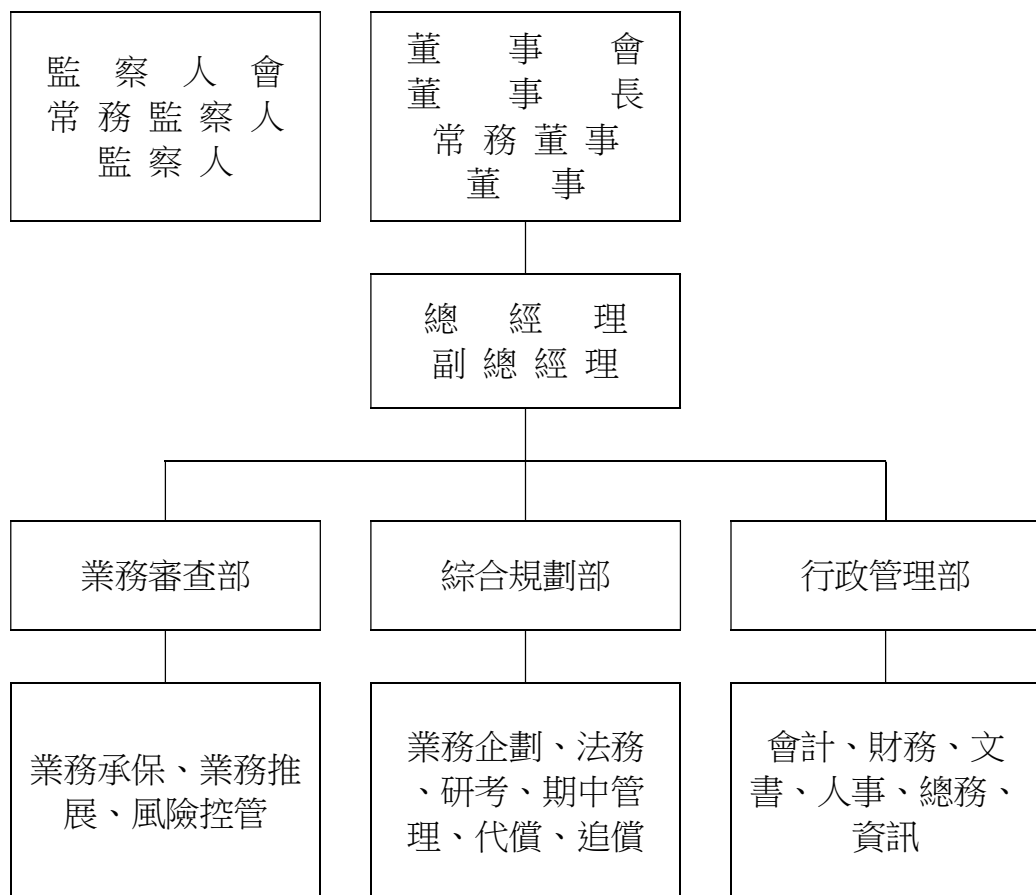 監察人會
常務監察人
監察人
董事會
董事長
常務董事
董事
總經理
副總經理
業務審查部
綜合規劃部
行政管理部
業務承保、業務推
展、風險控管
業務企劃、法務
、研考、期中管
理、代償、追償
會計、財務、文
書、人事、總務、
資訊